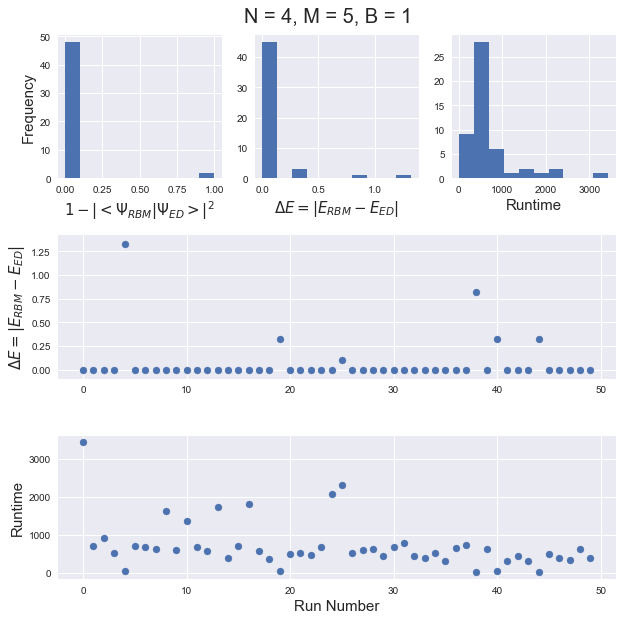 N = 4, M = 5, B = 1
Frequency
50
40
30
20
10
0
0.00 0.25 0.50 0.75 1.00
1 − | < Ψ_RBM|Ψ_ED > |²
40
30
20
10
0
0.0 0.5 1.0
ΔE = |E_RBM − E_ED|
25
20
15
10
5
0
0 1000 2000 3000
Runtime
ΔE = |E_RBM − E_ED|
1.25
1.00
0.75
0.50
0.25
0.00
0 10 20 30 40 50
Runtime
3000
2000
1000
0
0 10 20 30 40 50
Run Number